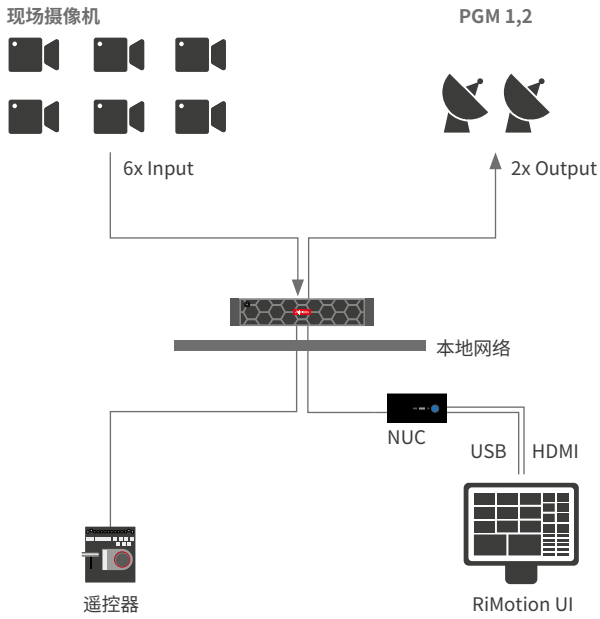 现场摄像机
PGM 1,2
6x Input
2x Output
本地网络
NUC
USB
HDMI
遥控器
RiMotion UI